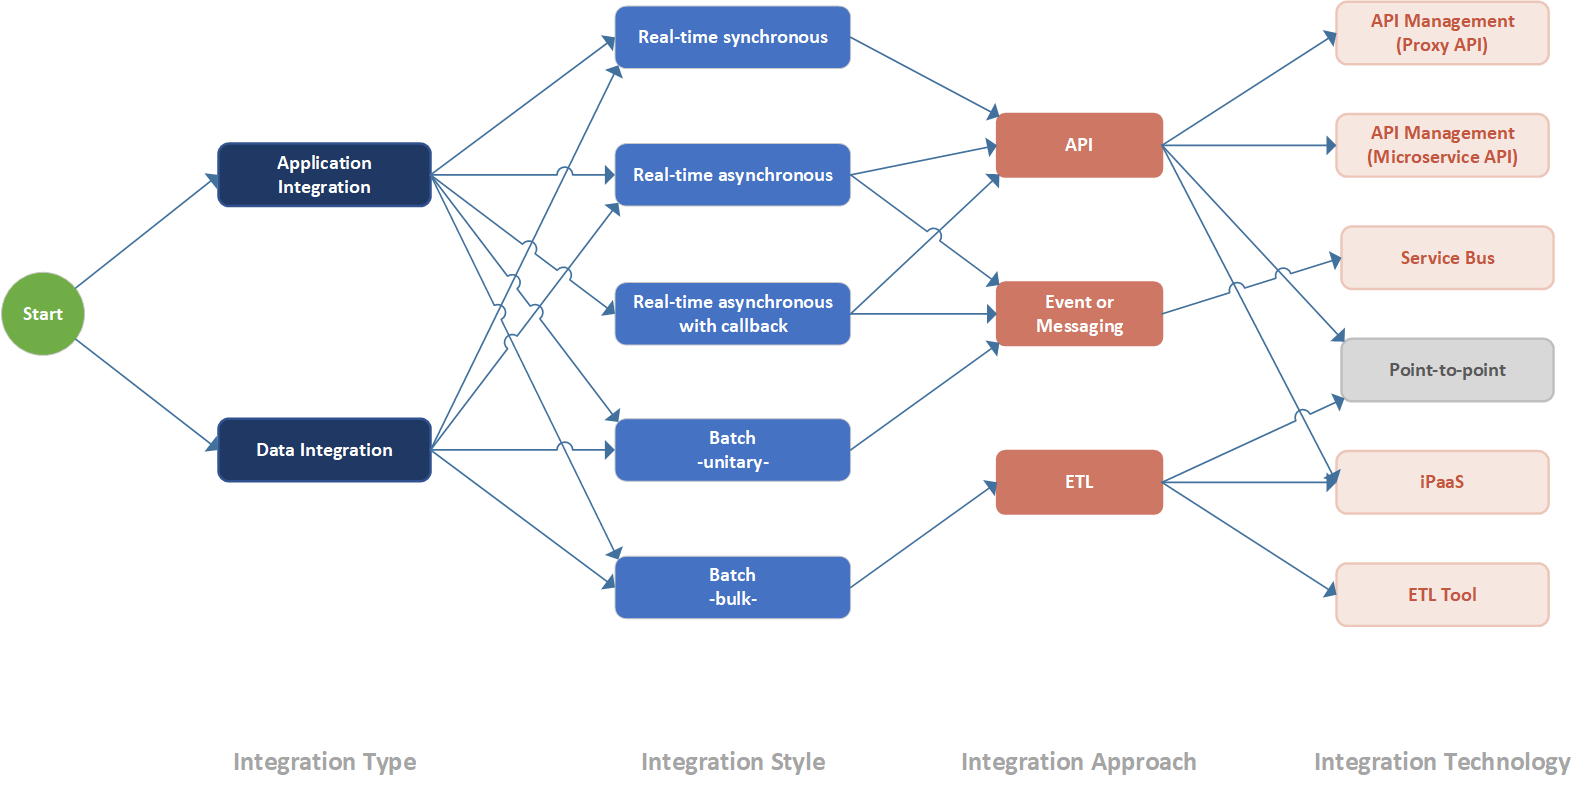 Start
Application
Integration
Data Integration
Real-time synchronous
Real-time asynchronous
Real-time asynchronous
with callback
Batch
-unitary-
Batch
-bulk-
API
Event or
Messaging
ETL
API Management
(Proxy API)
API Management
(Microservice API)
Service Bus
Point-to-point
iPaaS
ETL Tool
Integration Type
Integration Style
Integration Approach
Integration Technology